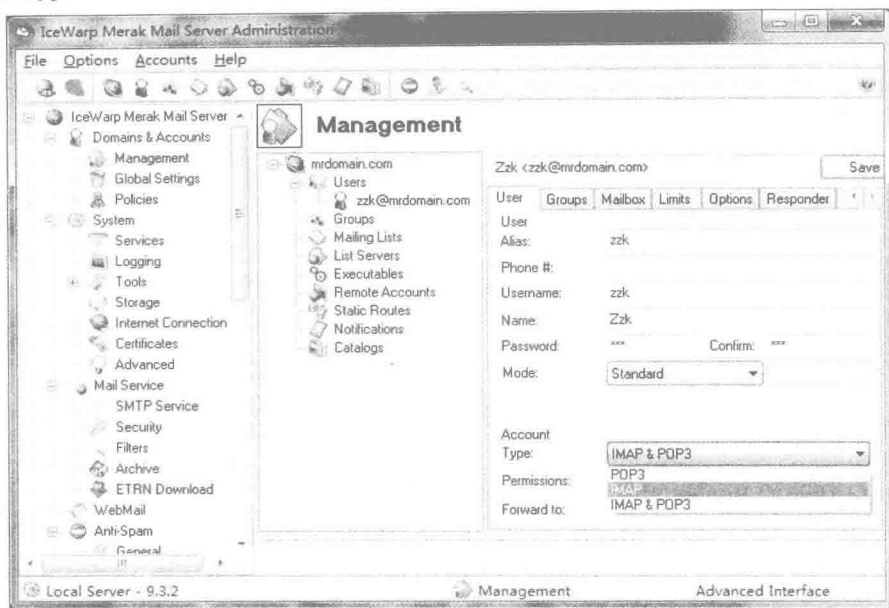 IceWarp Merak Mail Server Administration
File Options Accounts Help
IceWarp Merak Mail Server
Domains & Accounts
Management
Global Settings
Policies
System
Services
Logging
Tools
Storage
Internet Connection
Certificates
Advanced
Mail Service
SMTP Service
Security
Filters
Archive
ETRN Download
WebMail
Anti-Spam
General
Management
mrdomain.com
Users
zzk@mrdomain.com
Groups
Mailing Lists
List Servers
Executables
Remote Accounts
Static Routes
Notifications
Catalogs
Zzk <zzk@mrdomain.com> Save
User Groups Mailbox Limits Options Responder
User
Alias: zzk
Phone #:
Username: zzk
Name: Zzk
Password: *** Confirm: ***
Mode: Standard
Account
Type: IMAP & POP3
POP3
Permissions: IMAP
Forward to: IMAP & POP3
Local Server - 9.3.2 Management Advanced Interface